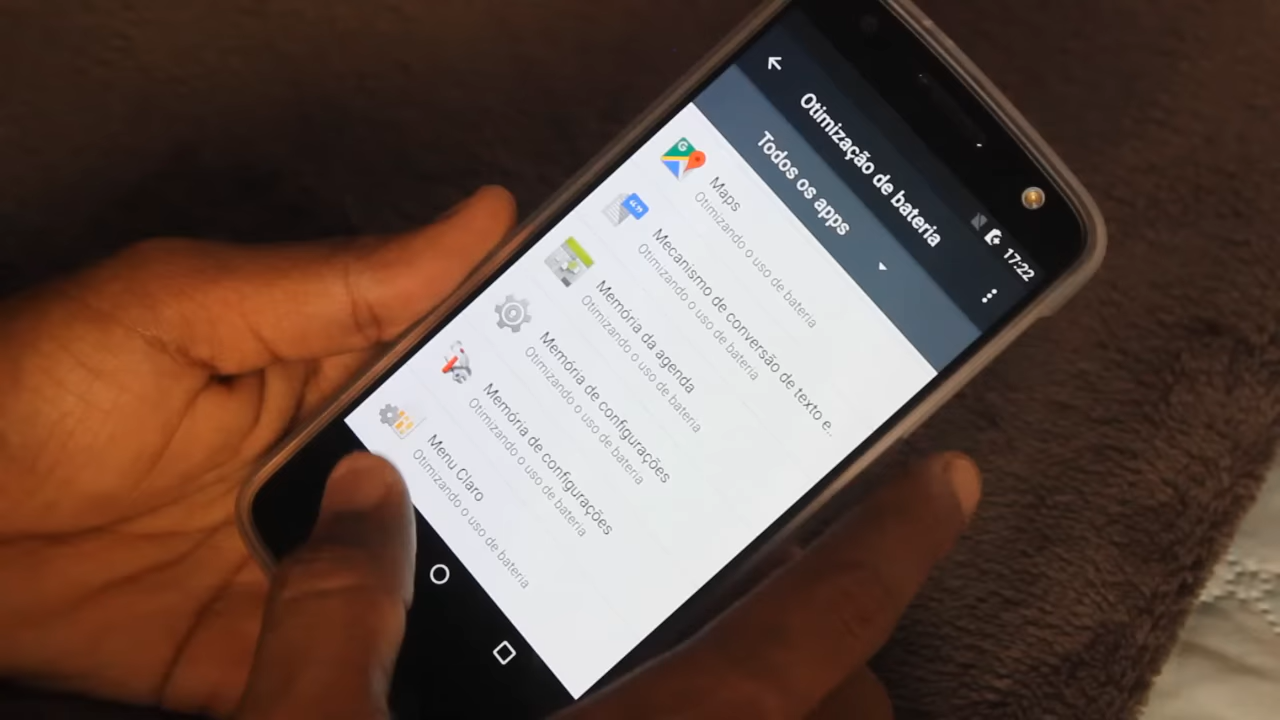 17:22
Otimização de bateria
Todos os apps
Maps
Otimizando o uso de bateria
Mecanismo de conversão de texto e..
Otimizando o uso de bateria
Memória da agenda
Otimizando o uso de bateria
Memória de configurações
Otimizando o uso de bateria
Memória de configurações
Otimizando o uso de bateria
Menu Claro
Otimizando o uso de bateria